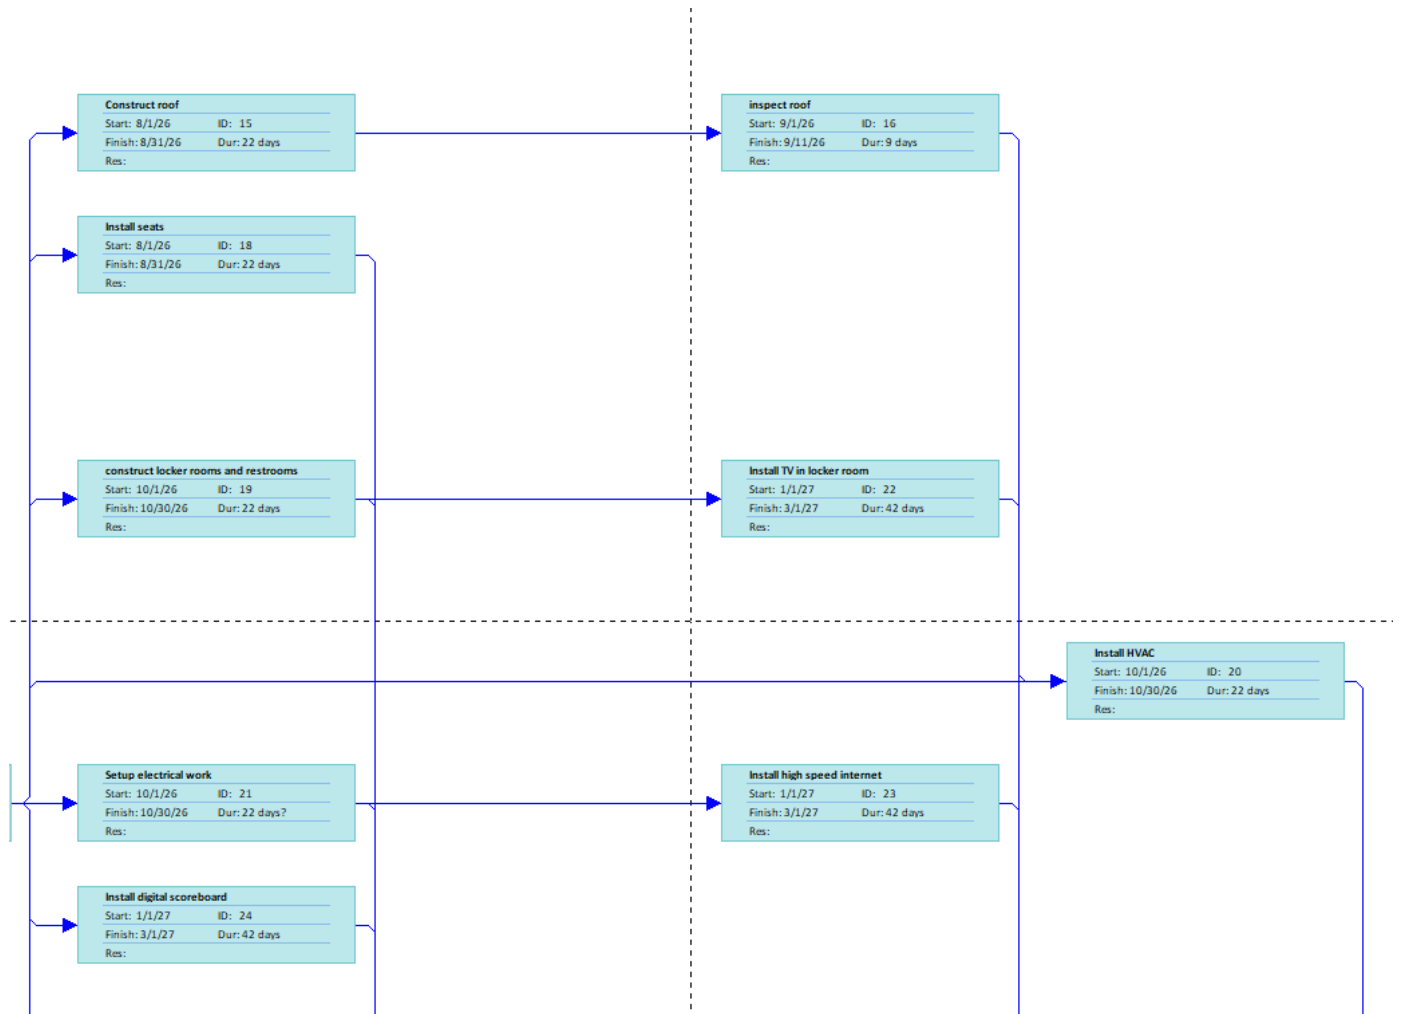 Construct roof
Start: 8/1/26 ID: 15
Finish: 8/31/26 Dur: 22 days
Res:
inspect roof
Start: 9/1/26 ID: 16
Finish: 9/11/26 Dur: 9 days
Res:
Install seats
Start: 8/1/26 ID: 18
Finish: 8/31/26 Dur: 22 days
Res:
construct locker rooms and restrooms
Start: 10/1/26 ID: 19
Finish: 10/30/26 Dur: 22 days
Res:
Install TV in locker room
Start: 1/1/27 ID: 22
Finish: 3/1/27 Dur: 42 days
Res:
Install HVAC
Start: 10/1/26 ID: 20
Finish: 10/30/26 Dur: 22 days
Res:
Setup electrical work
Start: 10/1/26 ID: 21
Finish: 10/30/26 Dur: 22 days?
Res:
Install high speed internet
Start: 1/1/27 ID: 23
Finish: 3/1/27 Dur: 42 days
Res:
Install digital scoreboard
Start: 1/1/27 ID: 24
Finish: 3/1/27 Dur: 42 days
Res: